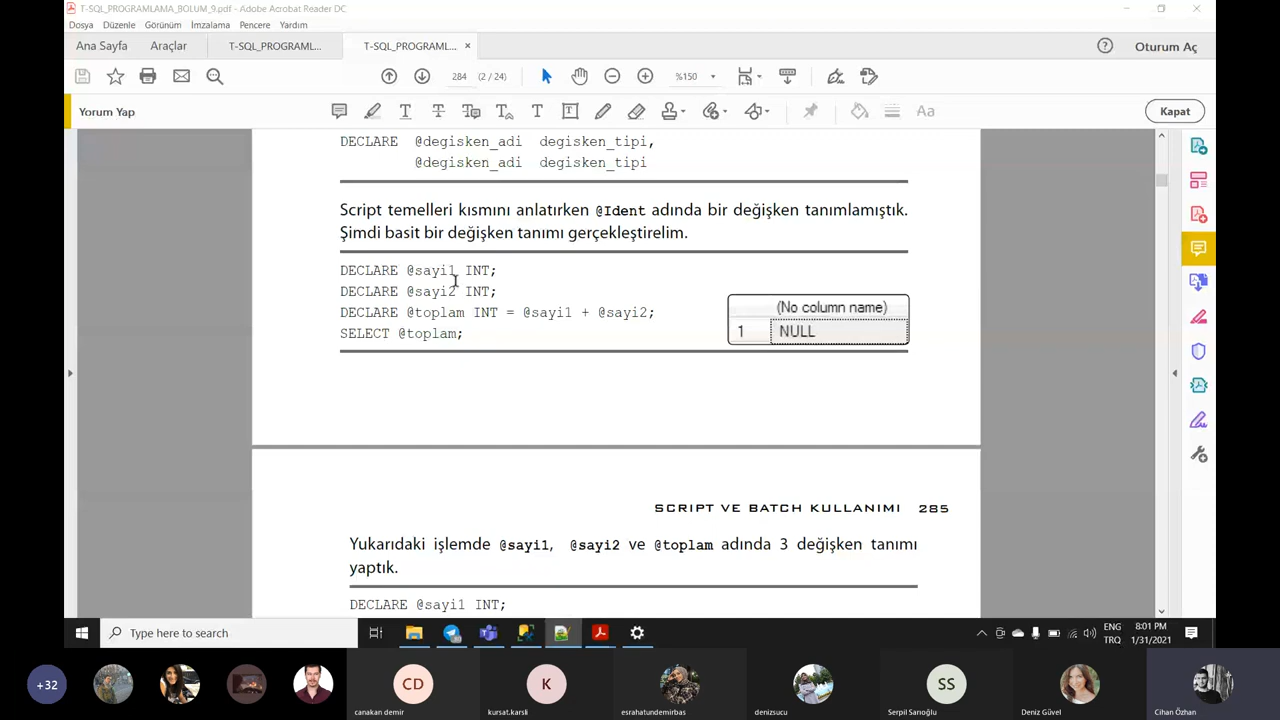 T-SQL_PROGRAMLAMA_BOLUM_9.pdf - Adobe Acrobat Reader DC
Dosya Düzenle Görünüm İmzalama Pencere Yardım
Ana Sayfa Araçlar T-SQL_PROGRAML... T-SQL_PROGRAML... × Oturum Aç
284 (2 / 24) %150
Yorum Yap Kapat
DECLARE @degisken_adi degisken_tipi,
@degisken_adi degisken_tipi
Script temelleri kısmını anlatırken @Ident adında bir değişken tanımlamıştık.
Şimdi basit bir değişken tanımı gerçekleştirelim.
DECLARE @sayi1 INT;
DECLARE @sayi2 INT;
DECLARE @toplam INT = @sayi1 + @sayi2;
SELECT @toplam;
(No column name)
1 NULL
SCRIPT VE BATCH KULLANIMI 285
Yukarıdaki işlemde @sayi1, @sayi2 ve @toplam adında 3 değişken tanımı
yaptık.
DECLARE @sayi1 INT;
Type here to search
ENG 8:01 PM
TRQ 1/31/2021
+32 CD K SS
canakan demir kursat.karsli esrahatundemirbas denizsucu Serpil Sarıoğlu Deniz Güvel Cihan Özhan